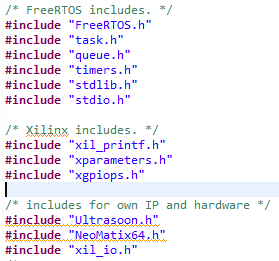 /* FreeRTOS includes. */
#include "FreeRTOS.h"
#include "task.h"
#include "queue.h"
#include "timers.h"
#include "stdlib.h"
#include "stdio.h"
/* Xilinx includes. */
#include "xil_printf.h"
#include "xparameters.h"
#include "xgpiops.h"
/* includes for own IP and hardware */
#include "Ultrasoon.h"
#include "NeoMatix64.h"
#include "xil_io.h"